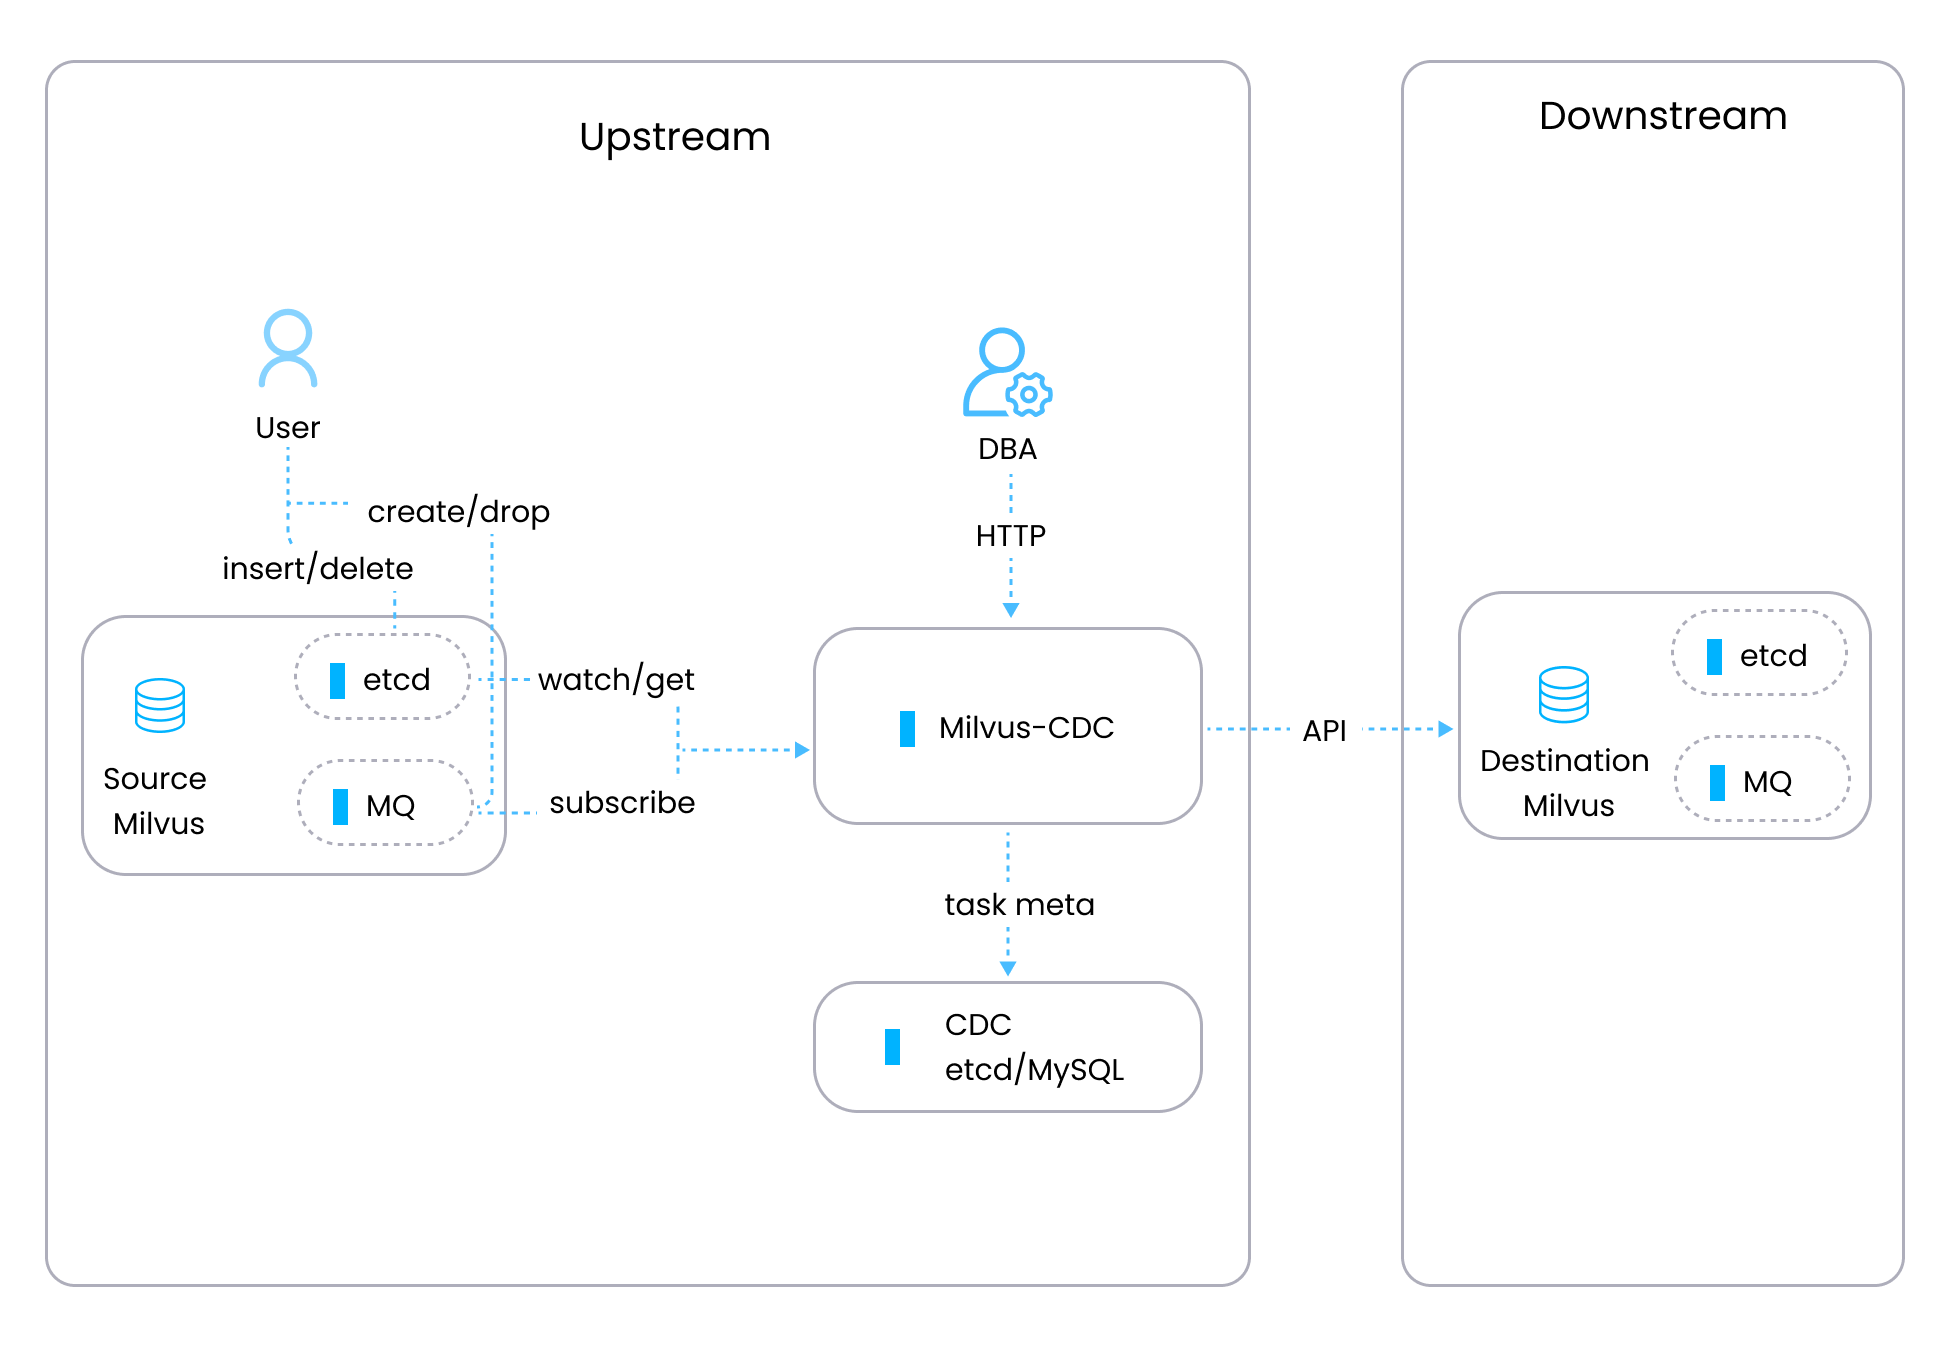 Upstream
Downstream
User
DBA
create/drop
HTTP
insert/delete
etcd
watch/get
Source
Milvus
MQ
subscribe
Milvus-CDC
API
etcd
Destination
Milvus
MQ
task meta
CDC
etcd/MySQL